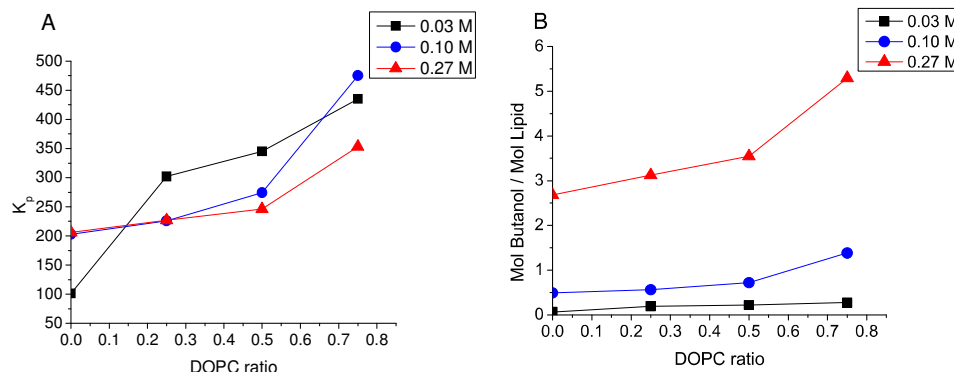 A
0.03 M
0.10 M
0.27 M
500
450
400
350
300
250
200
150
100
50
K_p
0.0 0.1 0.2 0.3 0.4 0.5 0.6 0.7 0.8
DOPC ratio
B
0.03 M
0.10 M
0.27 M
6
5
4
3
2
1
0
Mol Butanol / Mol Lipid
0.0 0.1 0.2 0.3 0.4 0.5 0.6 0.7 0.8
DOPC ratio